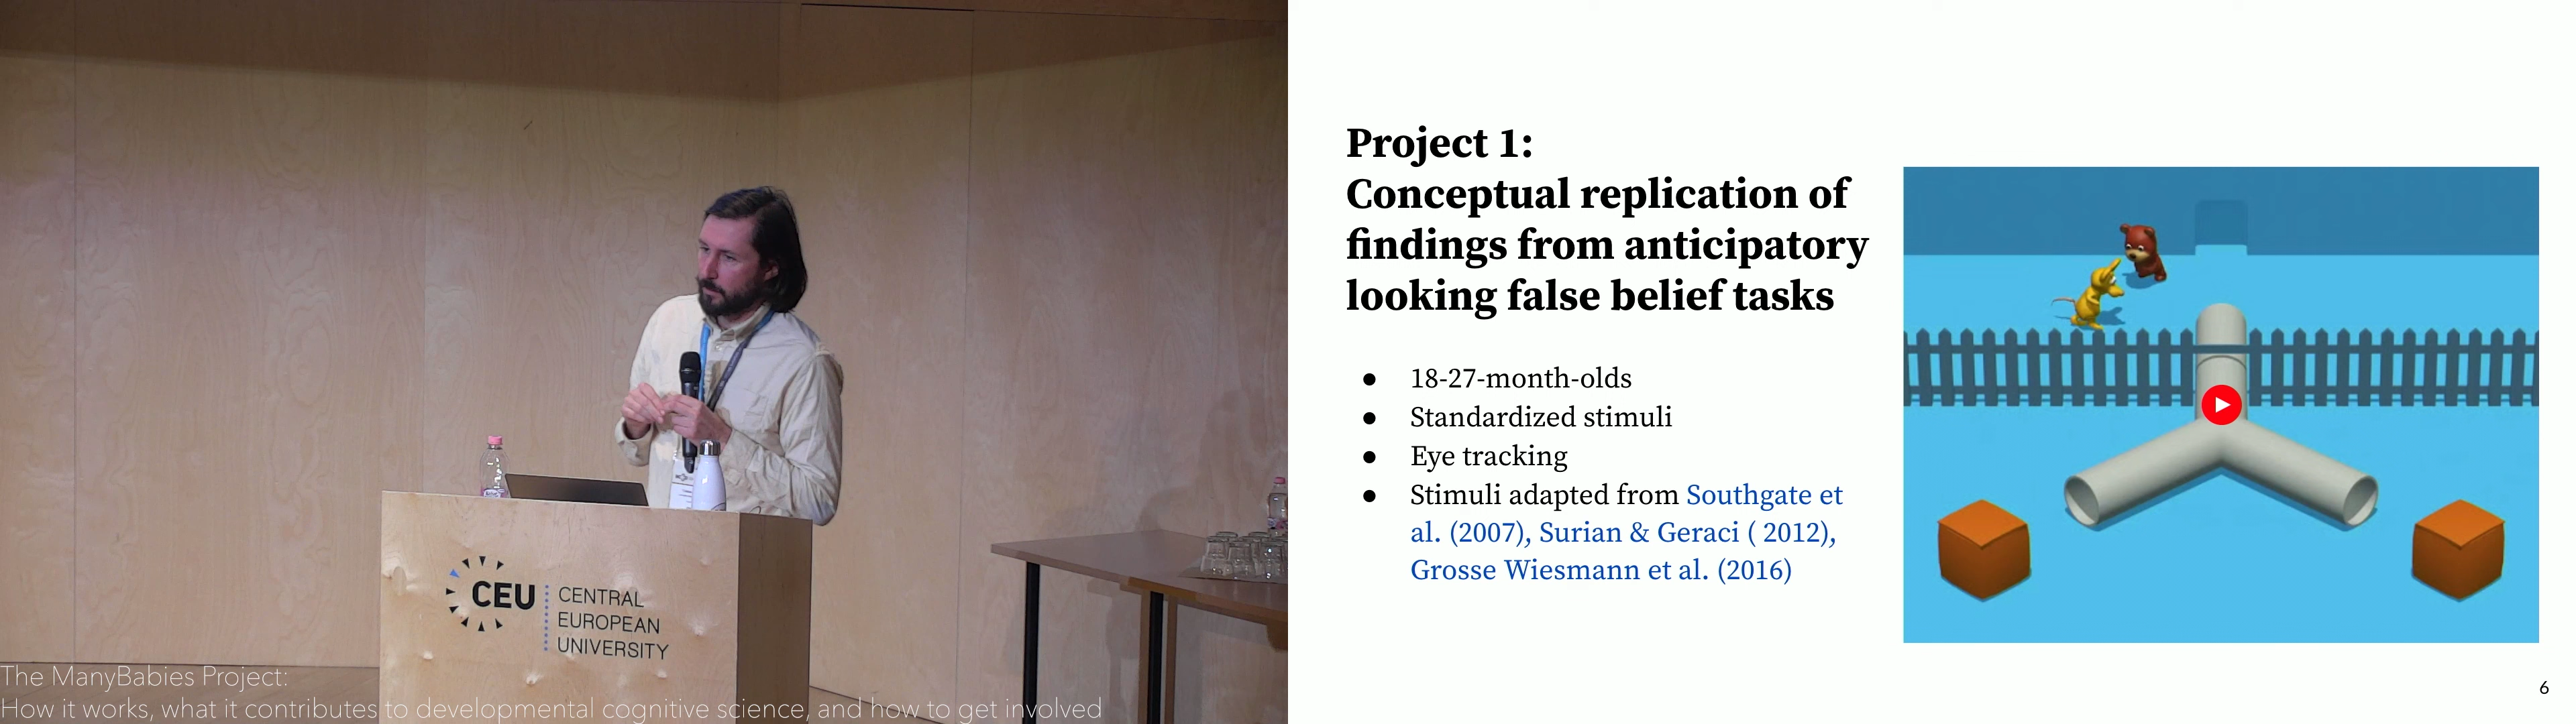 CEU
CENTRAL
EUROPEAN
UNIVERSITY
The ManyBabies Project:
How it works, what it contributes to developmental cognitive science, and how to get involved
Project 1:
Conceptual replication of
findings from anticipatory
looking false belief tasks
● 18-27-month-olds
● Standardized stimuli
● Eye tracking
● Stimuli adapted from Southgate et
al. (2007), Surian & Geraci ( 2012),
Grosse Wiesmann et al. (2016)
6